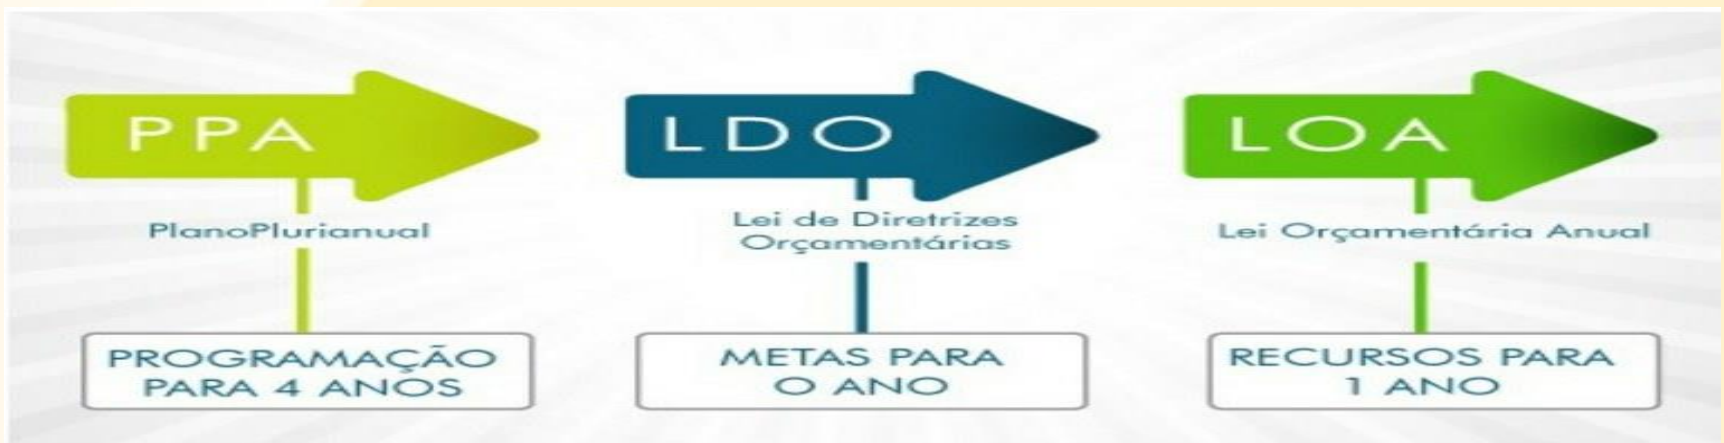 PPA
PlanoPlurianual
PROGRAMAÇÃO
PARA 4 ANOS
LDO
Lei de Diretrizes
Orçamentárias
METAS PARA
O ANO
LOA
Lei Orçamentária Anual
RECURSOS PARA
1 ANO